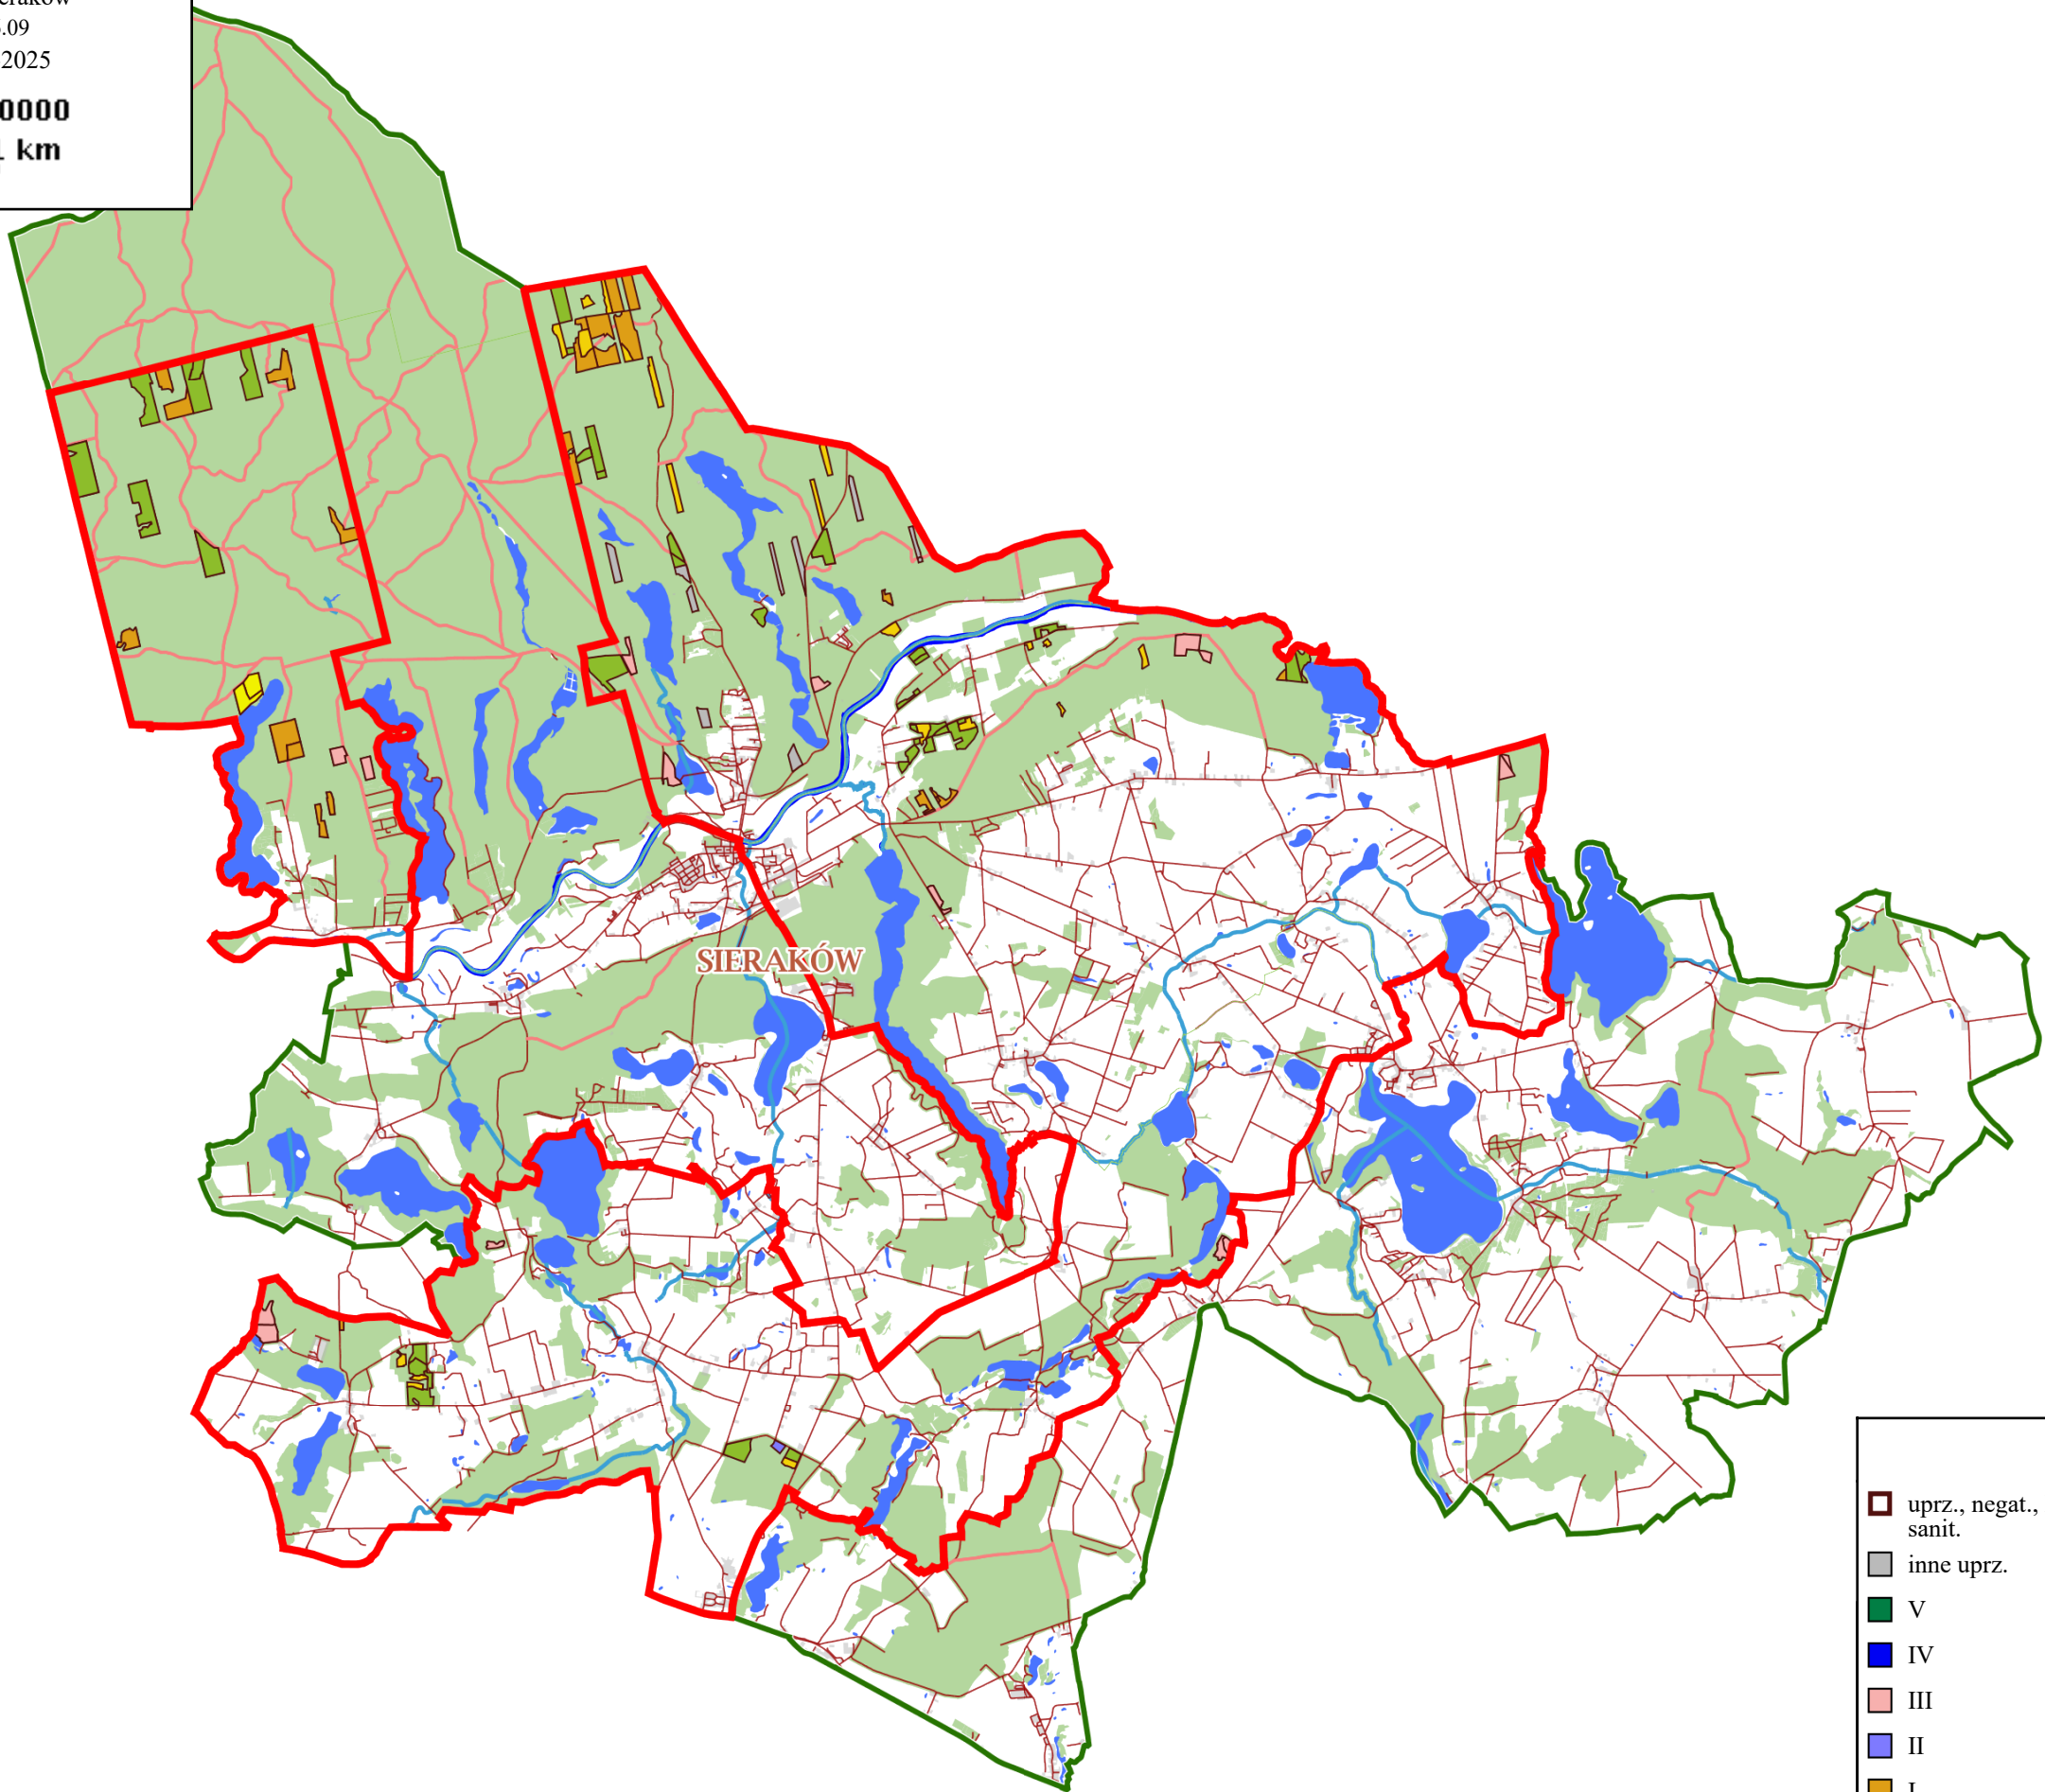 .09
2025
0000
km
SIERAKÓW
uprz., negat.,
sanit.
inne uprz.
V
IV
III
II
I